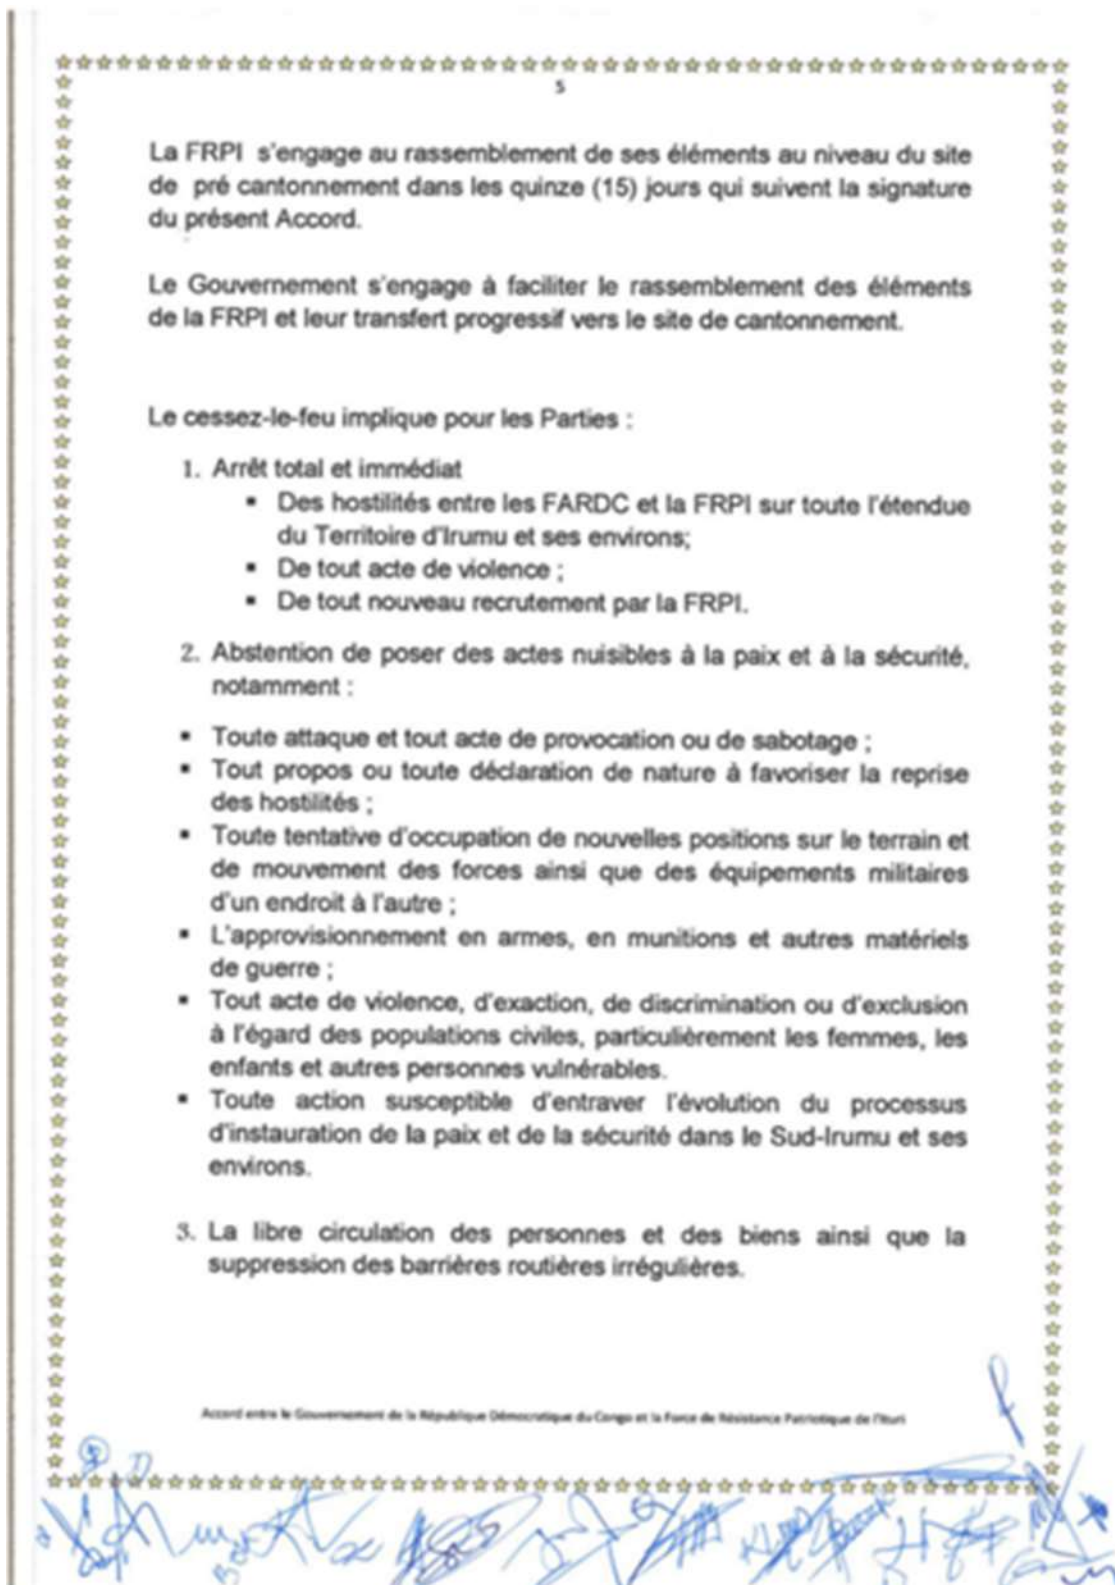 5
La FRPI s'engage au rassemblement de ses éléments au niveau du site
de pré cantonnement dans les quinze (15) jours qui suivent la signature
du présent Accord.
Le Gouvernement s'engage à faciliter le rassemblement des éléments
de la FRPI et leur transfert progressif vers le site de cantonnement.
Le cessez-le-feu implique pour les Parties :
1. Arrêt total et immédiat
▪ Des hostilités entre les FARDC et la FRPI sur toute l'étendue
du Territoire d'Irumu et ses environs;
▪ De tout acte de violence ;
▪ De tout nouveau recrutement par la FRPI.
2. Abstention de poser des actes nuisibles à la paix et à la sécurité,
notamment :
▪ Toute attaque et tout acte de provocation ou de sabotage ;
▪ Tout propos ou toute déclaration de nature à favoriser la reprise
des hostilités ;
▪ Toute tentative d'occupation de nouvelles positions sur le terrain et
de mouvement des forces ainsi que des équipements militaires
d'un endroit à l'autre ;
▪ L'approvisionnement en armes, en munitions et autres matériels
de guerre ;
▪ Tout acte de violence, d'exaction, de discrimination ou d'exclusion
à l'égard des populations civiles, particulièrement les femmes, les
enfants et autres personnes vulnérables.
▪ Toute action susceptible d'entraver l'évolution du processus
d'instauration de la paix et de la sécurité dans le Sud-Irumu et ses
environs.
3. La libre circulation des personnes et des biens ainsi que la
suppression des barrières routières irrégulières.
Accord entre le Gouvernement de la République Démocratique du Congo et la Force de Résistance Patriotique de l'Ituri